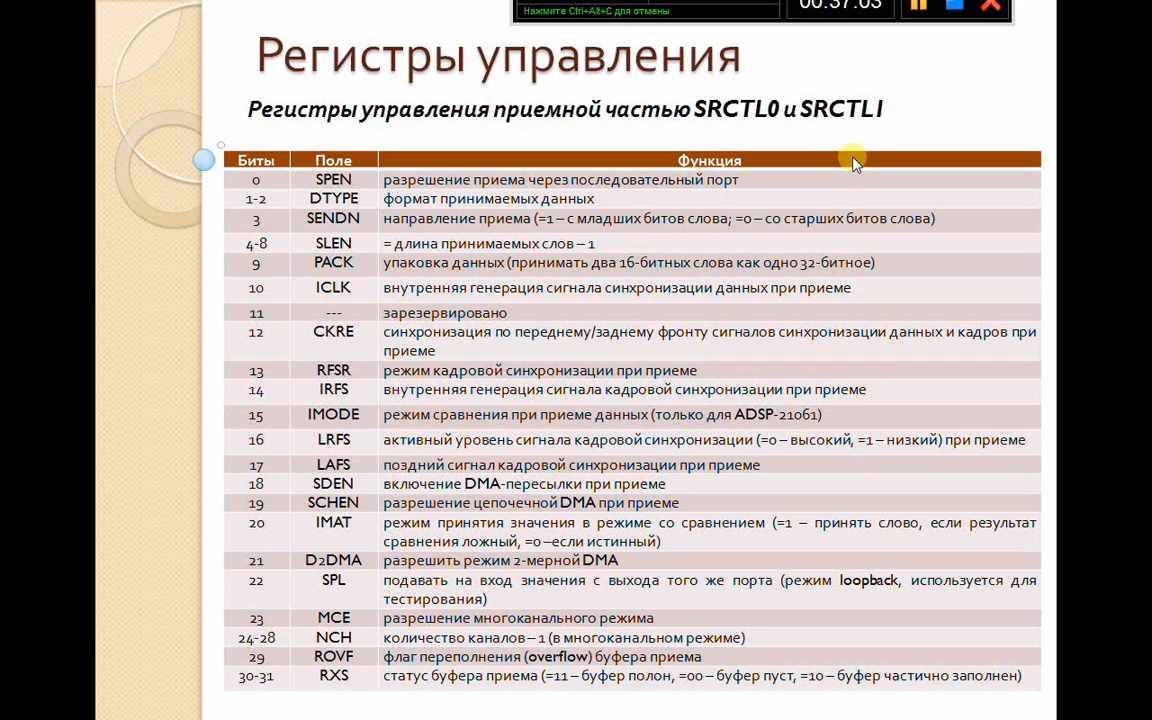 Нажмите Ctrl+Alt+C для отмены
00:37:03
Регистры управления
Регистры управления приемной частью SRCTL0 и SRCTL1
Биты Поле Функция
0 SPEN разрешение приема через последовательный порт
1-2 DTYPE формат принимаемых данных
3 SENDN направление приема (=1 – с младших битов слова; =0 – со старших битов слова)
4-8 SLEN = длина принимаемых слов – 1
9 PACK упаковка данных (принимать два 16-битных слова как одно 32-битное)
10 ICLK внутренняя генерация сигнала синхронизации данных при приеме
11 --- зарезервировано
12 CKRE синхронизация по переднему/заднему фронту сигналов синхронизации данных и кадров при
приеме
13 RFSR режим кадровой синхронизации при приеме
14 IRFS внутренняя генерация сигнала кадровой синхронизации при приеме
15 IMODE режим сравнения при приеме данных (только для ADSP-21061)
16 LRFS активный уровень сигнала кадровой синхронизации (=0 – высокий, =1 – низкий) при приеме
17 LAFS поздний сигнал кадровой синхронизации при приеме
18 SDEN включение DMA-пересылки при приеме
19 SCHEN разрешение цепочечной DMA при приеме
20 IMAT режим принятия значения в режиме со сравнением (=1 – принять слово, если результат
сравнения ложный, =0 –если истинный)
21 D2DMA разрешить режим 2-мерной DMA
22 SPL подавать на вход значения с выхода того же порта (режим loopback, используется для
тестирования)
23 MCE разрешение многоканального режима
24-28 NCH количество каналов – 1 (в многоканальном режиме)
29 ROVF флаг переполнения (overflow) буфера приема
30-31 RXS статус буфера приема (=11 – буфер полон, =00 – буфер пуст, =10 – буфер частично заполнен)